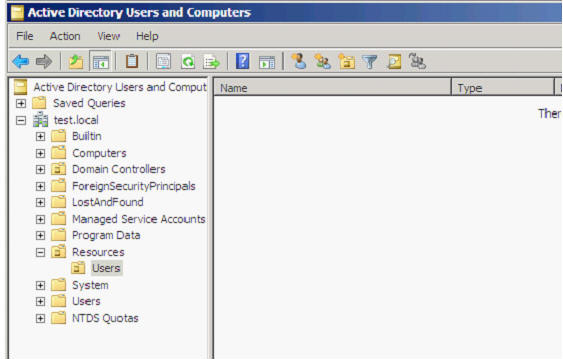 Active Directory Users and Computers
File Action View Help
Active Directory Users and Comput
Name Type
Saved Queries
test.local
Ther
Builtin
Computers
Domain Controllers
ForeignSecurityPrincipals
LostAndFound
Managed Service Accounts
Program Data
Resources
Users
System
Users
NTDS Quotas